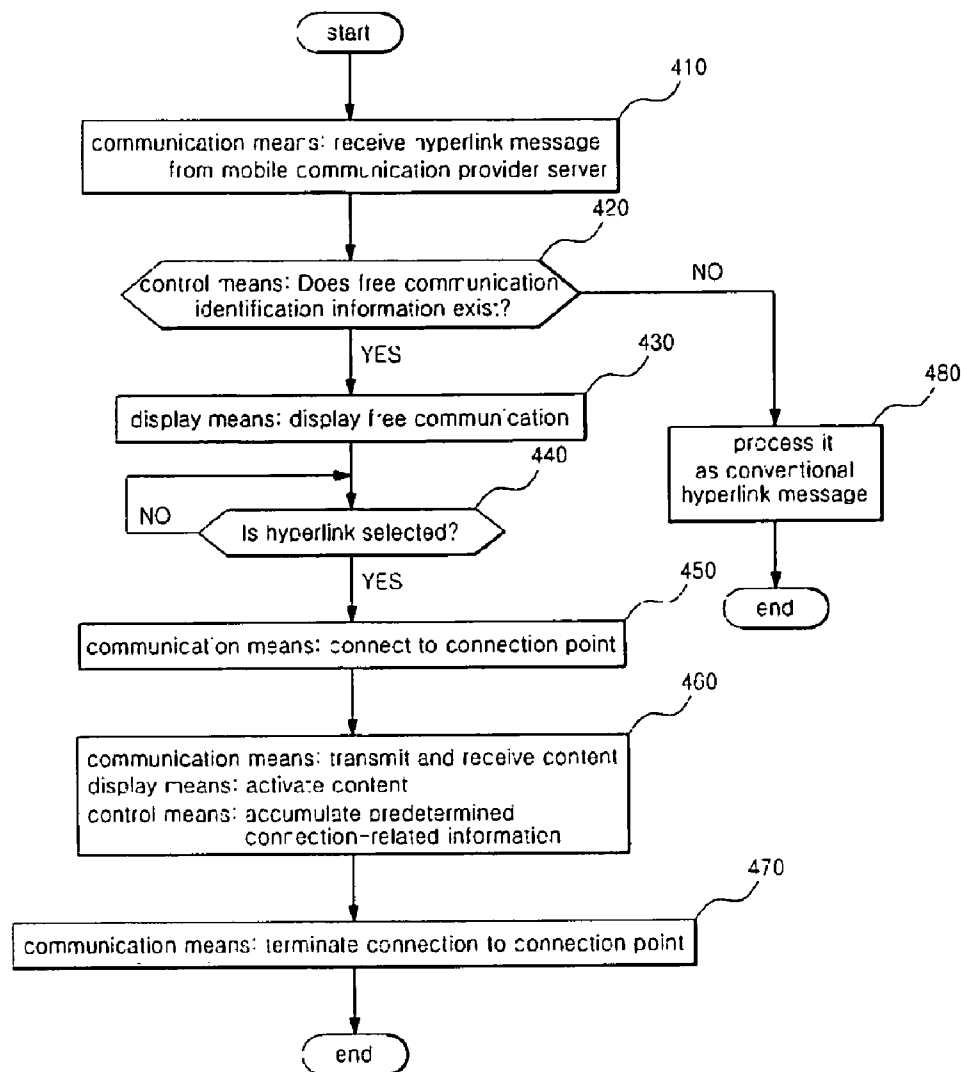 start
410
communication means: receive hyperlink message
from mobile communication provider server
420
control means: Does free communication
identification information exist?
NO
YES
430
display means: display free communication
480
process it
as conventional
hyperlink message
440
NO
Is hyperlink selected?
YES
end
450
communication means: connect to connection point
460
communication means: transmit and receive content
display means: activate content
control means: accumulate predetermined
connection-related information
470
communication means: terminate connection to connection point
end